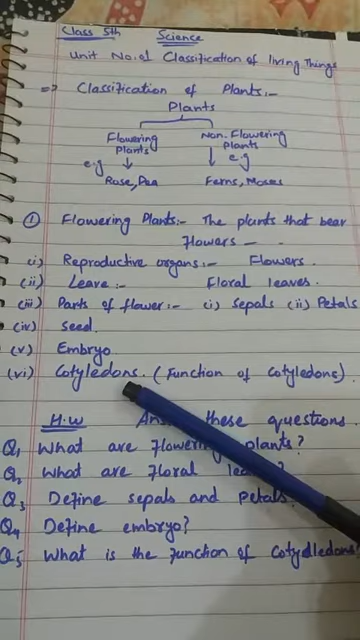 Class 5th Science
Unit No.01 Classification of living Things
=> Classification of Plants:-
Plants
Flowering Plants Non-Flowering Plants
e.g e.g
Rose, Pea Ferns, Moses
① Flowering Plants:- The plants that bear
Flowers -
(i) Reproductive organs:- Flowers.
(ii) Leave:- Floral leaves.
(iii) Parts of flower:- (i) Sepals (ii) Petals
(iv) Seed.
(v) Embryo
(vi) Cotyledons. (Function of Cotyledons)
H.W these questions.
Q1 What are Flowering plants?
Q2 What are Floral ?
Q3 Define sepals and petals.
Q4 Define embryo?
Q5 What is the Function of